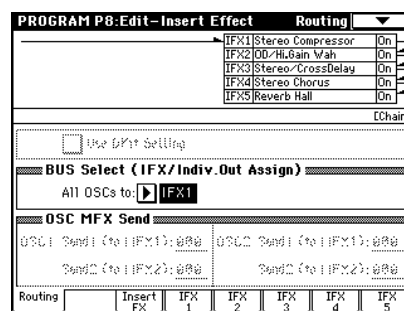 PROGRAM P8:Edit-Insert Effect Routing
IFX1 Stereo Compressor On
IFX2 OD/Hi.Gain Wah On
IFX3 Stereo/CrossDelay On
IFX4 Stereo Chorus On
IFX5 Reverb Hall On
[Chain
Use DKit Setting
BUS Select (IFX/Indiv.Out Assign)
All OSCs to: IFX1
OSC MFX Send
OSC1 Send1 (to MFX1):000 OSC2 Send1 (to MFX1):000
Send2 (to MFX2):000 Send2 (to MFX2):000
Routing Insert FX IFX 1 IFX 2 IFX 3 IFX 4 IFX 5